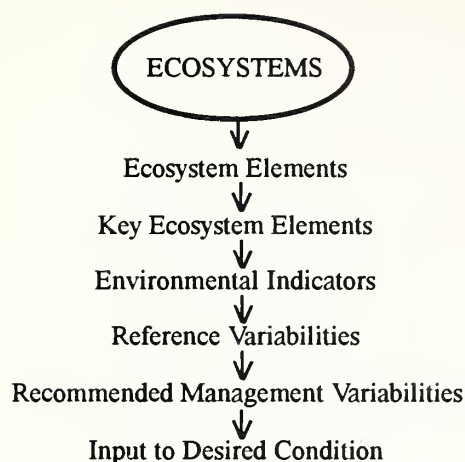 ECOSYSTEMS
Ecosystem Elements
Key Ecosystem Elements
Environmental Indicators
Reference Variabilities
Recommended Management Variabilities
Input to Desired Condition